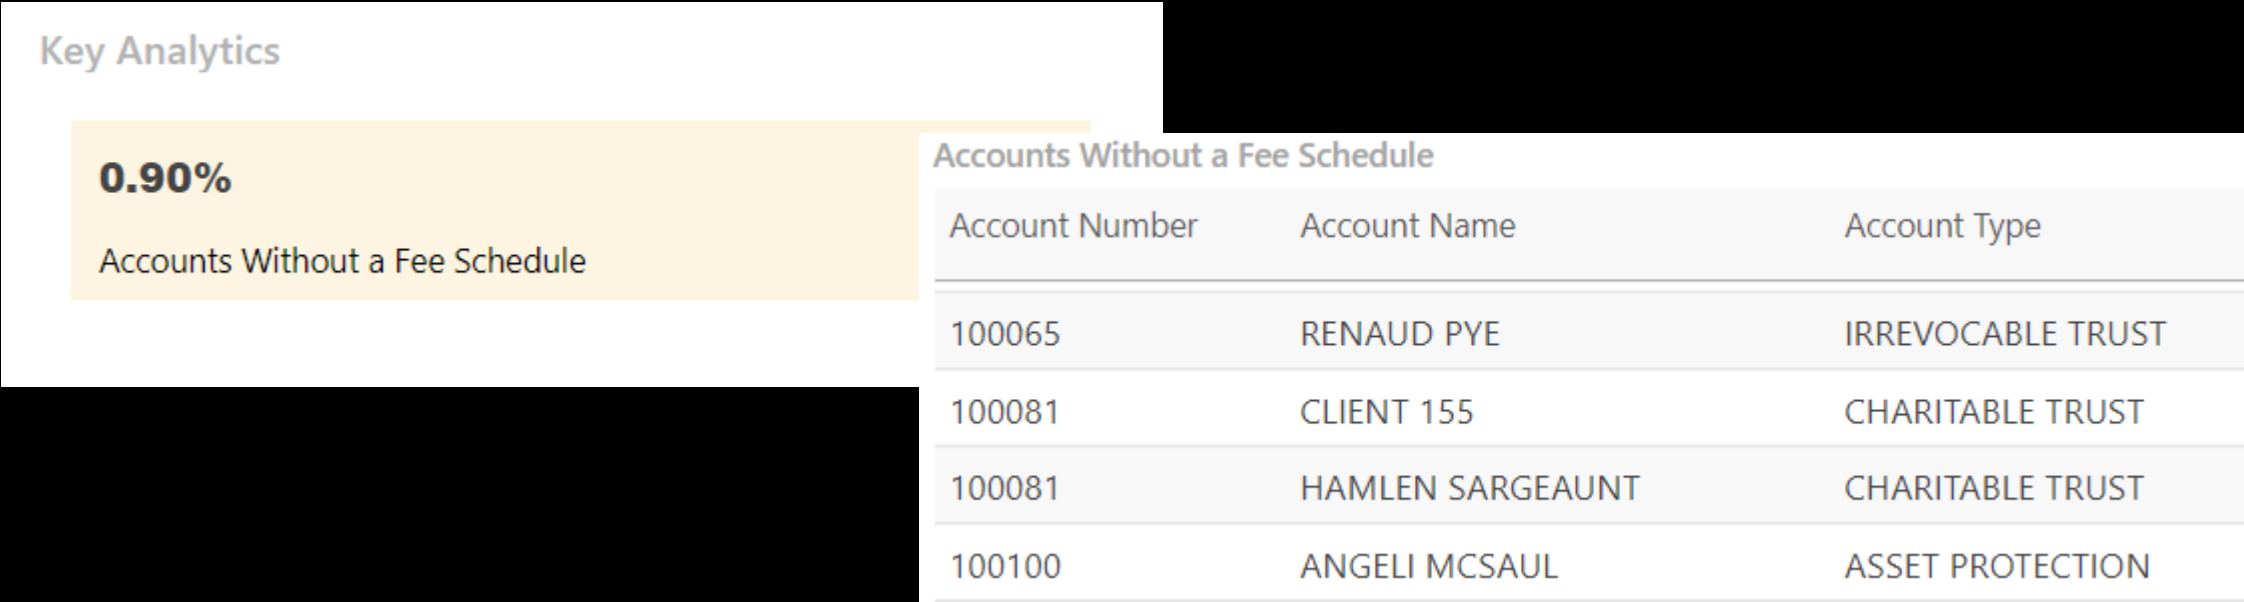 Key Analytics
0.90%
Accounts Without a Fee Schedule
Accounts Without a Fee Schedule
Account Number Account Name Account Type
100065 RENAUD PYE IRREVOCABLE TRUST
100081 CLIENT 155 CHARITABLE TRUST
100081 HAMLEN SARGEAUNT CHARITABLE TRUST
100100 ANGELI MCSAUL ASSET PROTECTION